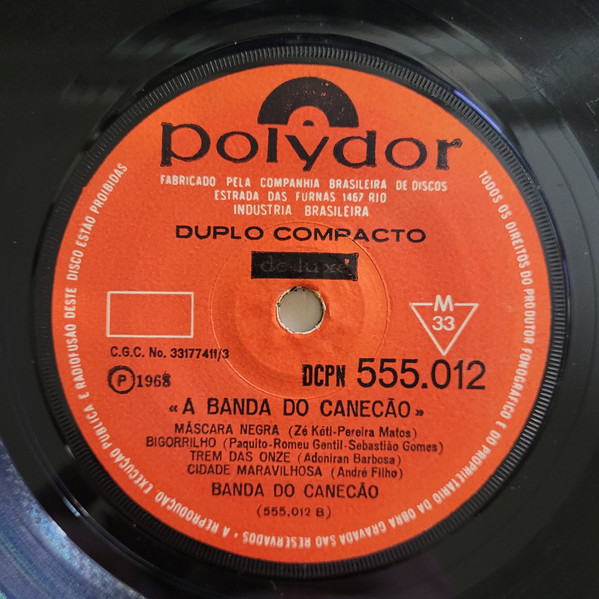 polydor
FABRICADO PELA COMPANHIA BRASILEIRA DE DISCOS
ESTRADA DAS FURNAS 1467 RIO
INDUSTRIA BRASILEIRA
DUPLO COMPACTO
de luxe
M
33
C.G.C. No. 33177411/3
P 1968
DCPN 555.012
«A BANDA DO CANECÃO»
MÁSCARA NEGRA (Zé Kéti-Pereira Matos)
BIGORRILHO (Paquito-Romeu Gentil-Sebastião Gomes)
TREM DAS ONZE (Adoniran Barbosa)
CIDADE MARAVILHOSA (André Filho)
BANDA DO CANECÃO
(555.012 B)
TODOS OS DIREITOS DO PRODUTOR FONOGRÁFICO E DO PROPRIETARIO DA OBRA GRAVADA SÃO RESERVADOS • A REPRODUÇÃO EXECUÇÃO PUBLICA E RADIOFUSÃO DESTE DISCO ESTÃO PROIBIDAS